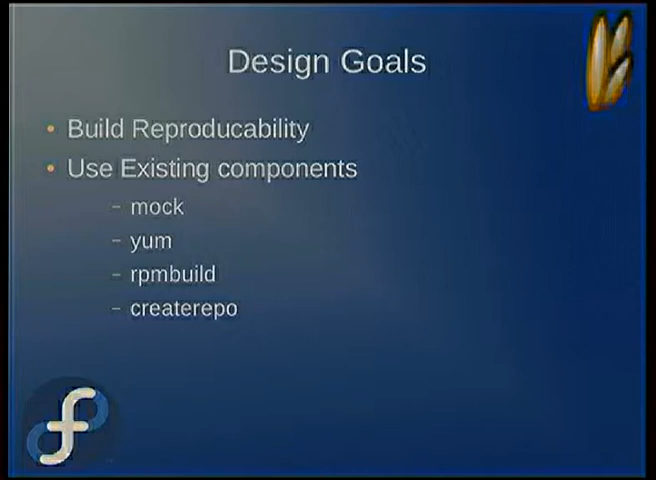 Design Goals
• Build Reproducability
• Use Existing components
– mock
– yum
– rpmbuild
– createrepo